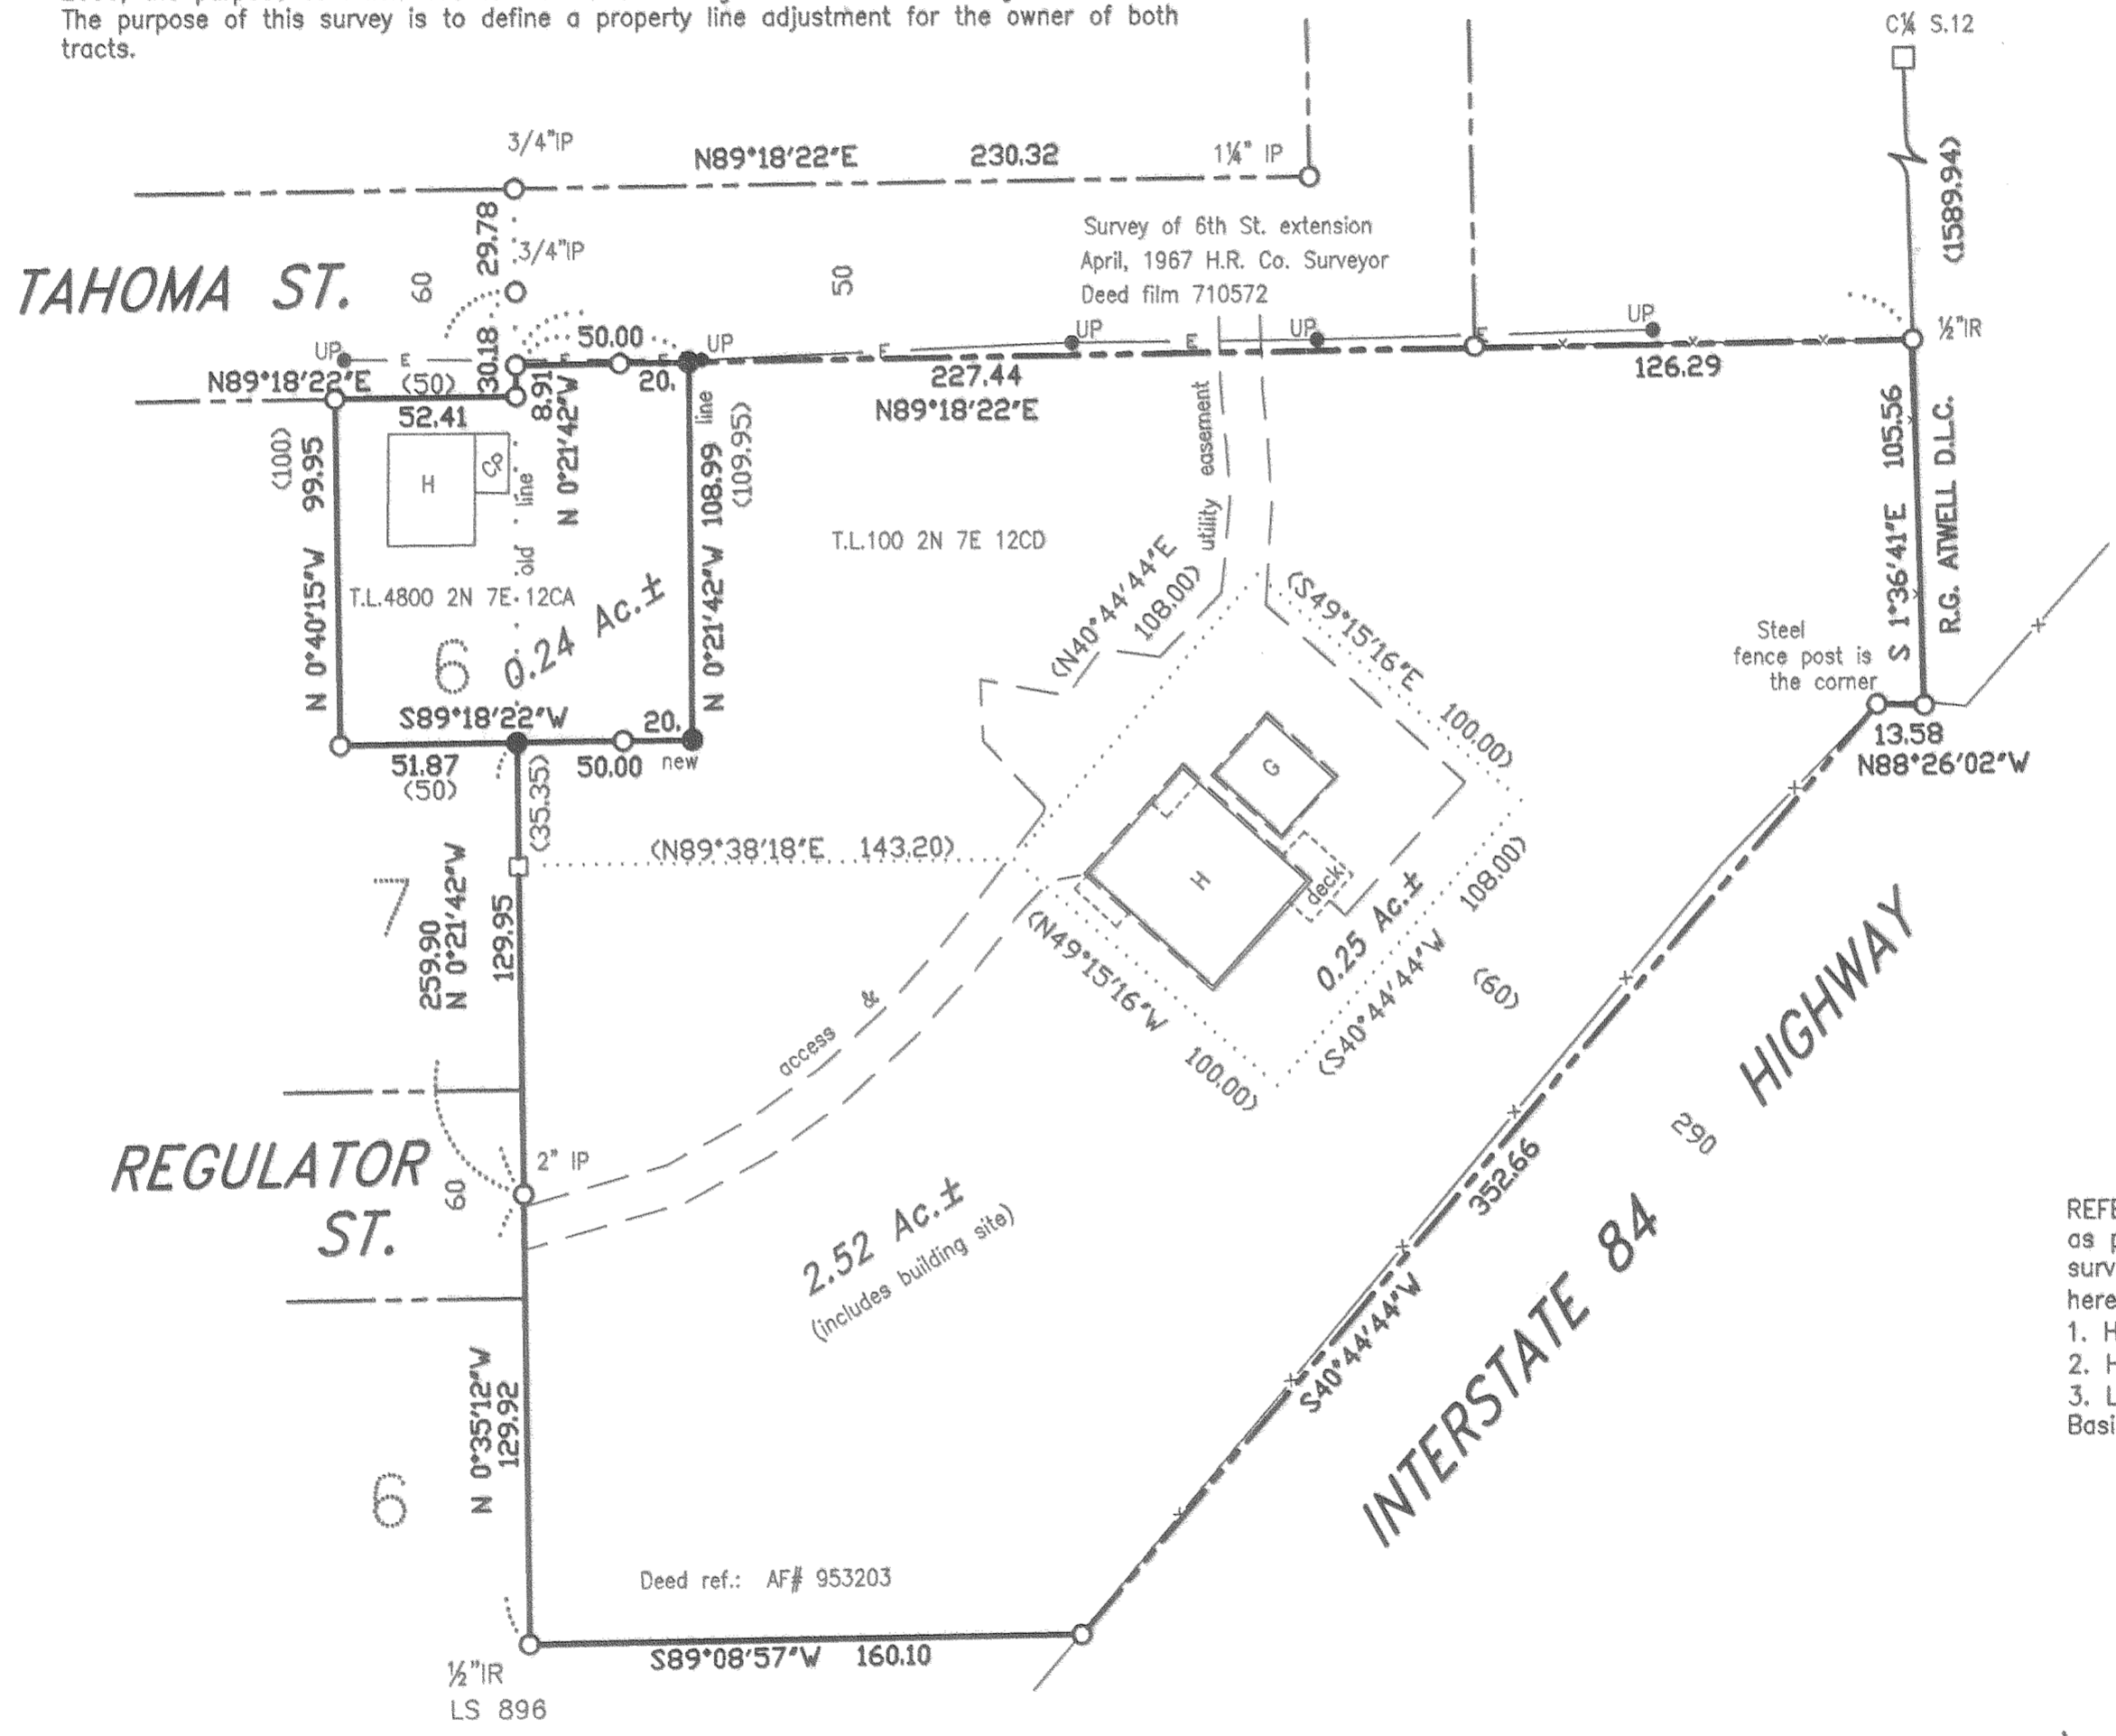 The purpose of this survey is to define a property line adjustment for the owner of both
tracts.
C¼ S.12
3/4"IP
N89°18'22"E 230.32
1¼" IP
(1589.94)
29.78
3/4"IP
Survey of 6th St. extension
April, 1967 H.R. Co. Surveyor
Deed film 710572
TAHOMA ST.
60
50
30.18
50.00
UP
UP
UP
UP
UP
½"IR
E
E
E
E
E
E
N89°18'22"E
(50)
52.41
8.91
N 0°21'42"W
20.
227.44
N89°18'22"E
126.29
(100)
99.95
N 0°40'15"W
H
old line
line
N 0°21'42"W 108.99
(109.95)
utility easement
T.L.100 2N 7E 12CD
S 1°36'41"E 105.56
R.G. ATWELL D.L.C.
T.L.4800 2N 7E 12CA
6
0.24 Ac.±
(N40°44'44"E
108.00)
(S49°15'16"E
100.00)
Steel
fence post is
the corner
S89°18'22"W
20.
51.87
(50)
50.00
new
(35.35)
13.58
N88°26'02"W
G
H
deck
(N89°38'18"E 143.20)
7
259.90
N 0°21'42"W
129.95
0.25 Ac.±
(S40°44'44"W 108.00)
(N49°15'16"W
100.00)
(60)
access &
REGULATOR
ST.
60
2" IP
2.52 Ac.±
(includes building site)
352.66
S40°44'44"W
290
INTERSTATE 84 HIGHWAY
N 0°35'12"W
129.92
6
Deed ref.: AF# 953203
S89°08'57"W 160.10
½"IR
LS 896
REFE
as p
surv
here
1. H
2. H
3. L
Basi